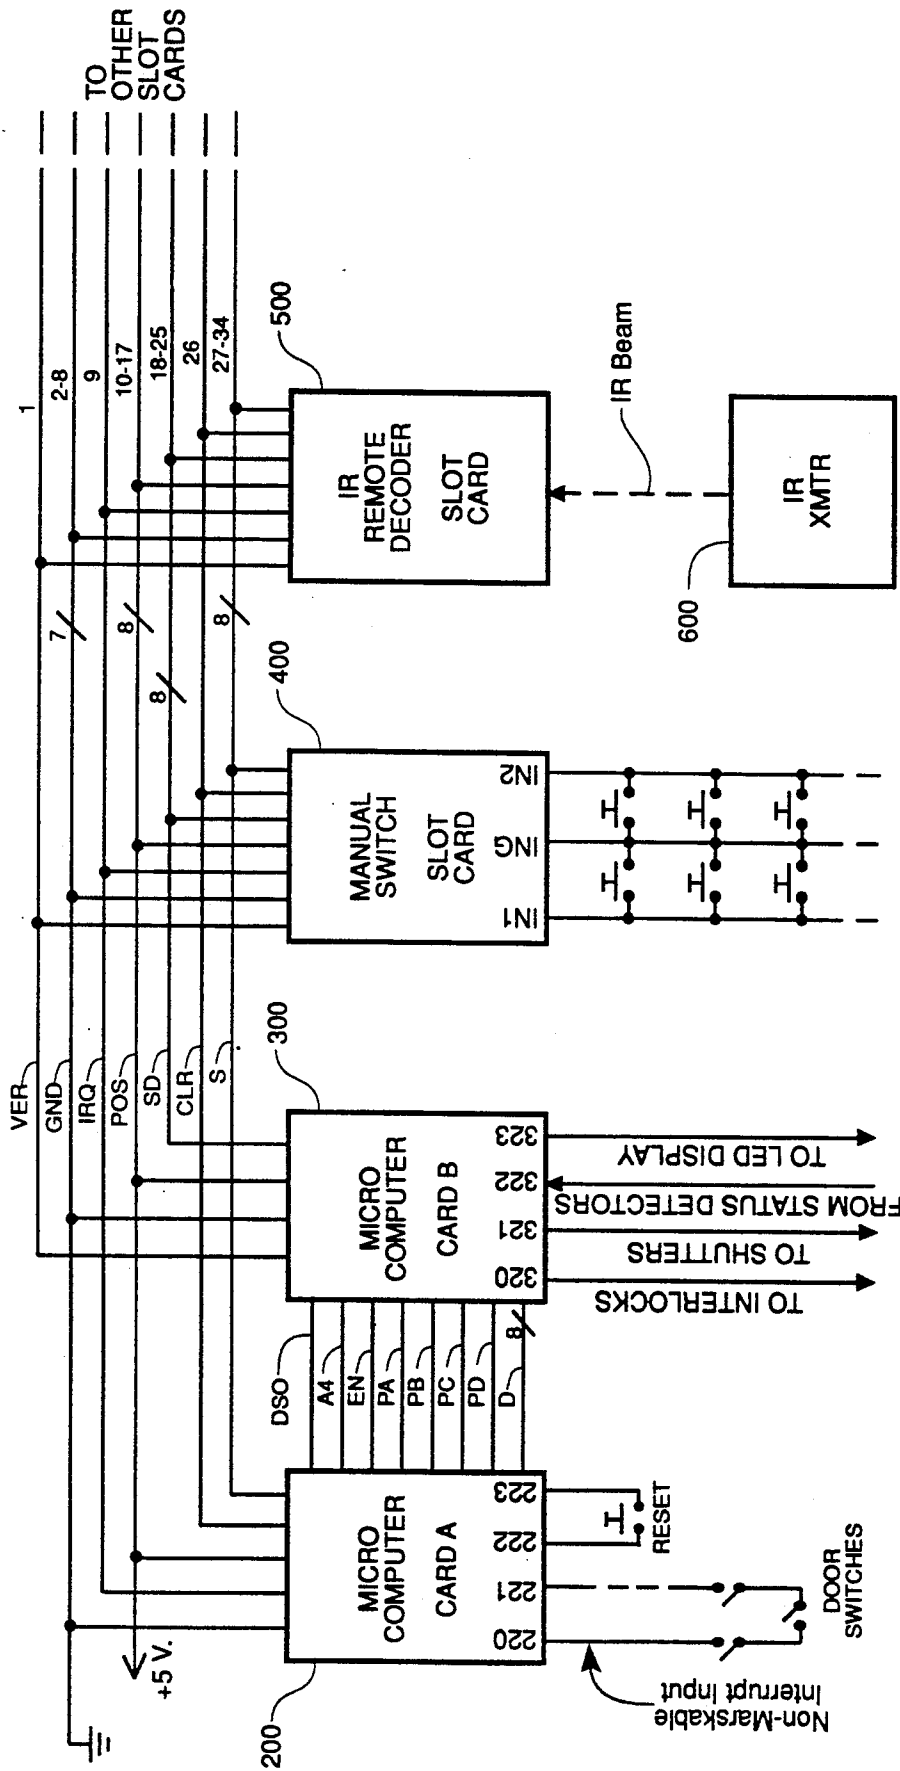 TO
OTHER
SLOT
CARDS
1
2-8
9
10-17
18-25
26
27-34
7
8
8
8
VER
GND
IRQ
POS
SD
CLR
S
+5 V.
200
MICRO
COMPUTER
CARD A
220
221
222
223
DSO
A4
EN
PA
PB
PC
PD
D
8
300
MICRO
COMPUTER
CARD B
320
321
322
323
400
MANUAL
SWITCH
SLOT
CARD
IN1
ING
IN2
500
IR
REMOTE
DECODER
SLOT
CARD
IR Beam
600
IR
XMTR
TO INTERLOCKS
TO SHUTTERS
FROM STATUS DETECTORS
TO LED DISPLAY
RESET
DOOR
SWITCHES
Non-Marskable
Interrupt Input